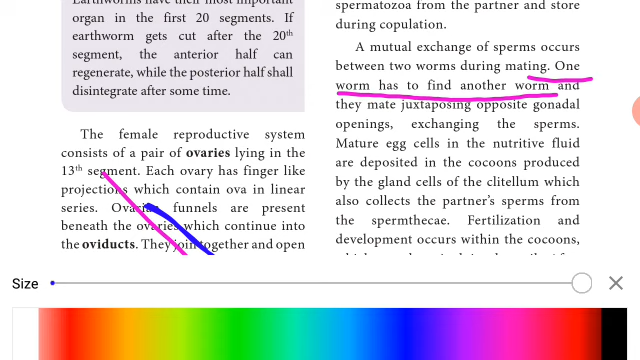 Earthworms have their most important
organ in the first 20 segments. If
earthworm gets cut after the 20th
segment, the anterior half can
regenerate, while the posterior half shall
disintegrate after some time.
The female reproductive system
consists of a pair of ovaries lying in the
13th segment. Each ovary has finger like
projections which contain ova in linear
series. Ovarian funnels are present
beneath the ovaries which continue into
the oviducts. They join together and open
spermatozoa from the partner and store
during copulation.
A mutual exchange of sperms occurs
between two worms during mating. One
worm has to find another worm and
they mate juxtaposing opposite gonadal
openings, exchanging the sperms.
Mature egg cells in the nutritive fluid
are deposited in the cocoons produced
by the gland cells of the clitellum which
also collects the partner's sperms from
the spermthecae. Fertilization and
development occurs within the cocoons,
Size